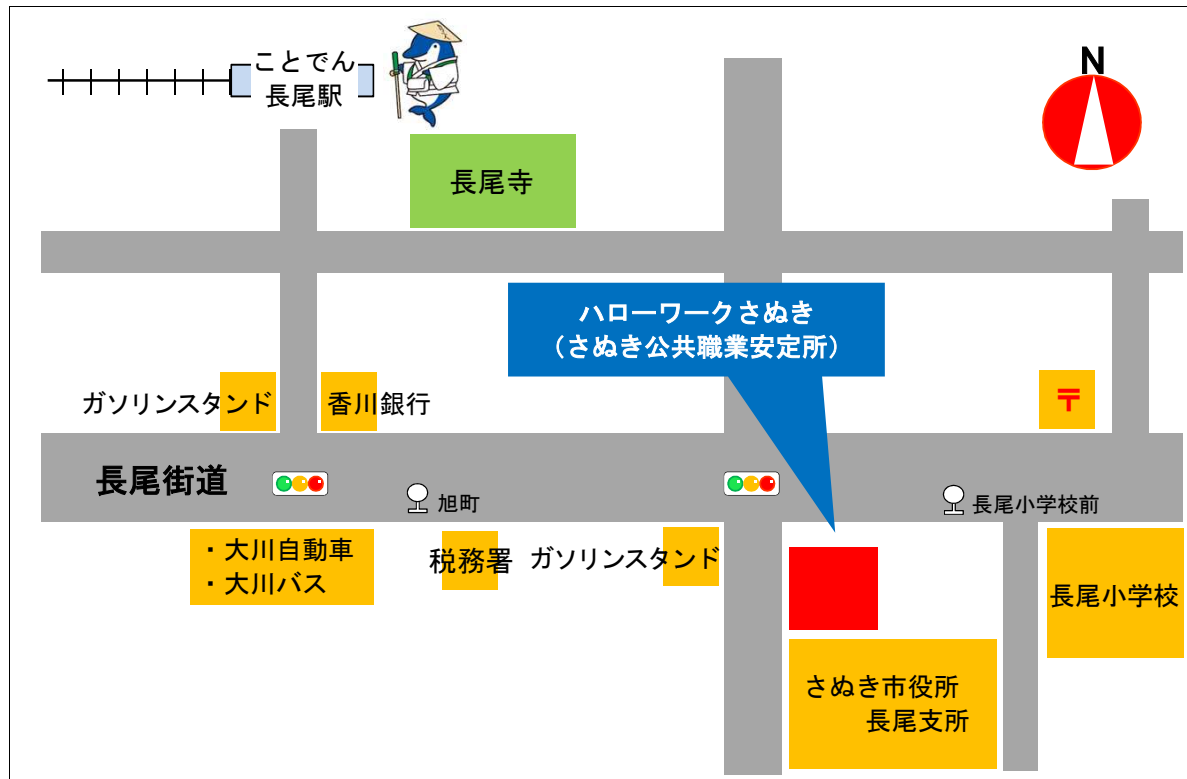 ことでん
長尾駅
N
長尾寺
ハローワークさぬき
(さぬき公共職業安定所)
ガソリンスタンド
香川銀行
〒
長尾街道
旭町
長尾小学校前
・大川自動車
・大川バス
税務署
ガソリンスタンド
長尾小学校
さぬき市役所
長尾支所